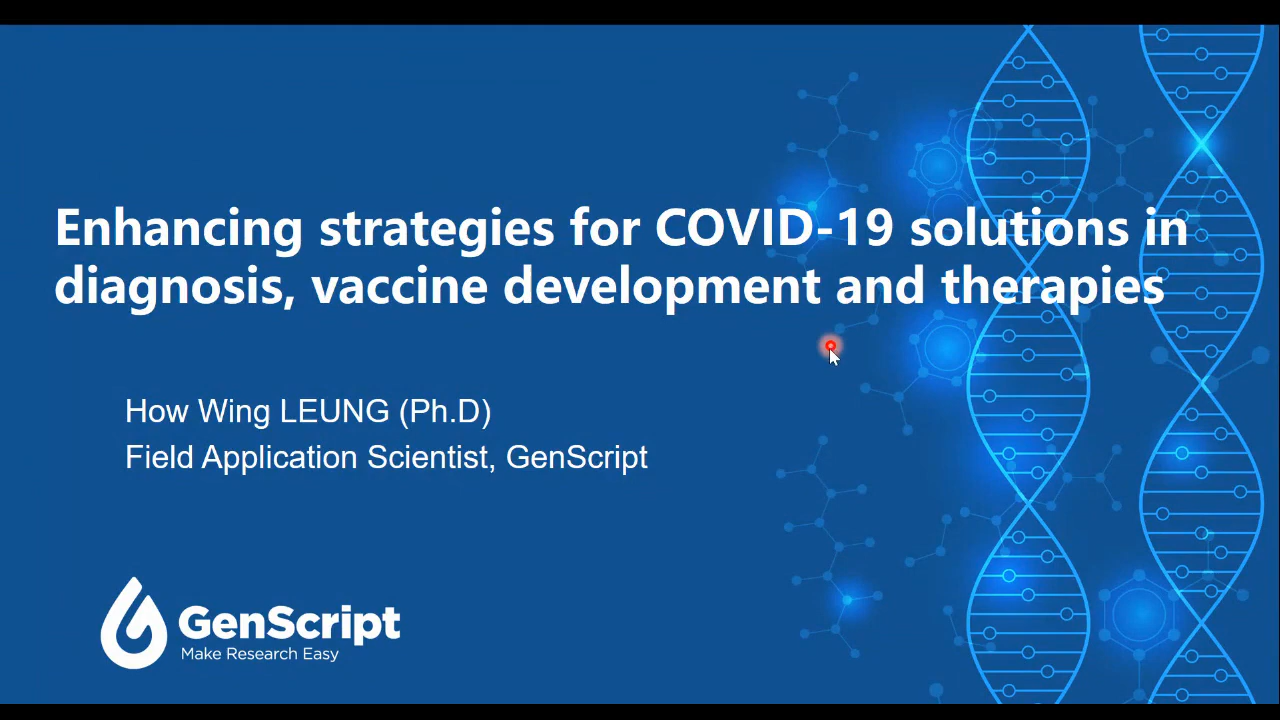 Enhancing strategies for COVID-19 solutions in
diagnosis, vaccine development and therapies
How Wing LEUNG (Ph.D)
Field Application Scientist, GenScript
GenScript
Make Research Easy